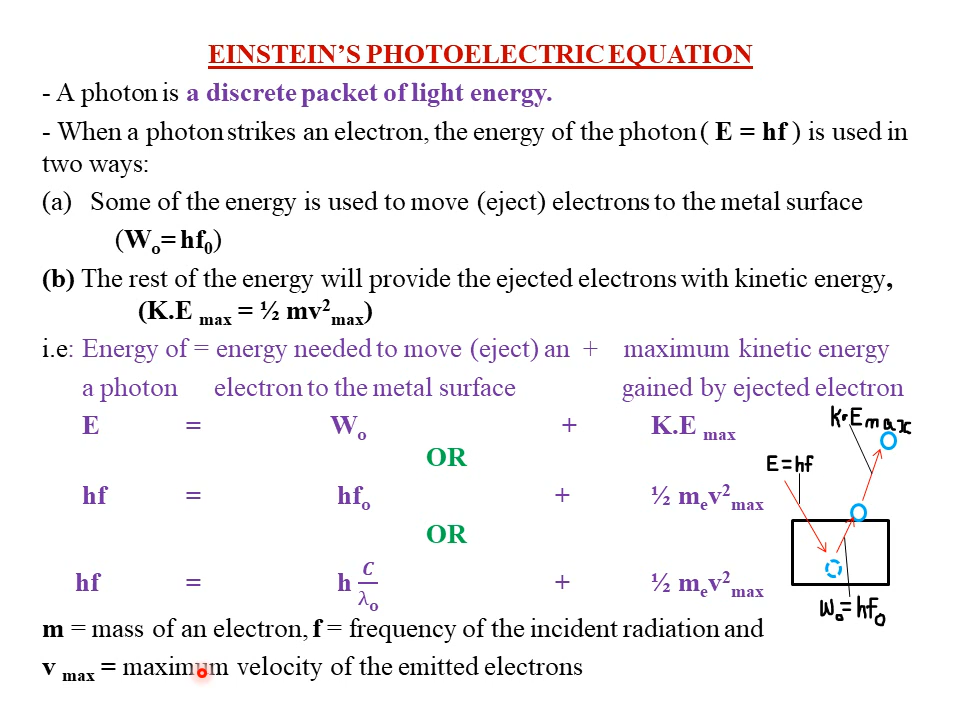 EINSTEIN'S PHOTOELECTRIC EQUATION
- A photon is a discrete packet of light energy.
- When a photon strikes an electron, the energy of the photon ( E = hf ) is used in
two ways:
(a) Some of the energy is used to move (eject) electrons to the metal surface
(Wₒ= hf₀)
(b) The rest of the energy will provide the ejected electrons with kinetic energy,
(K.E max = ½ mv²max)
i.e: Energy of = energy needed to move (eject) an + maximum kinetic energy
a photon electron to the metal surface gained by ejected electron
E = Wₒ + K.E max
K.Emax
OR
E=hf
hf = hfₒ + ½ mₑv²max
OR
hf = h C/λₒ + ½ mₑv²max
Wₒ=hf₀
m = mass of an electron, f = frequency of the incident radiation and
v max = maximum velocity of the emitted electrons